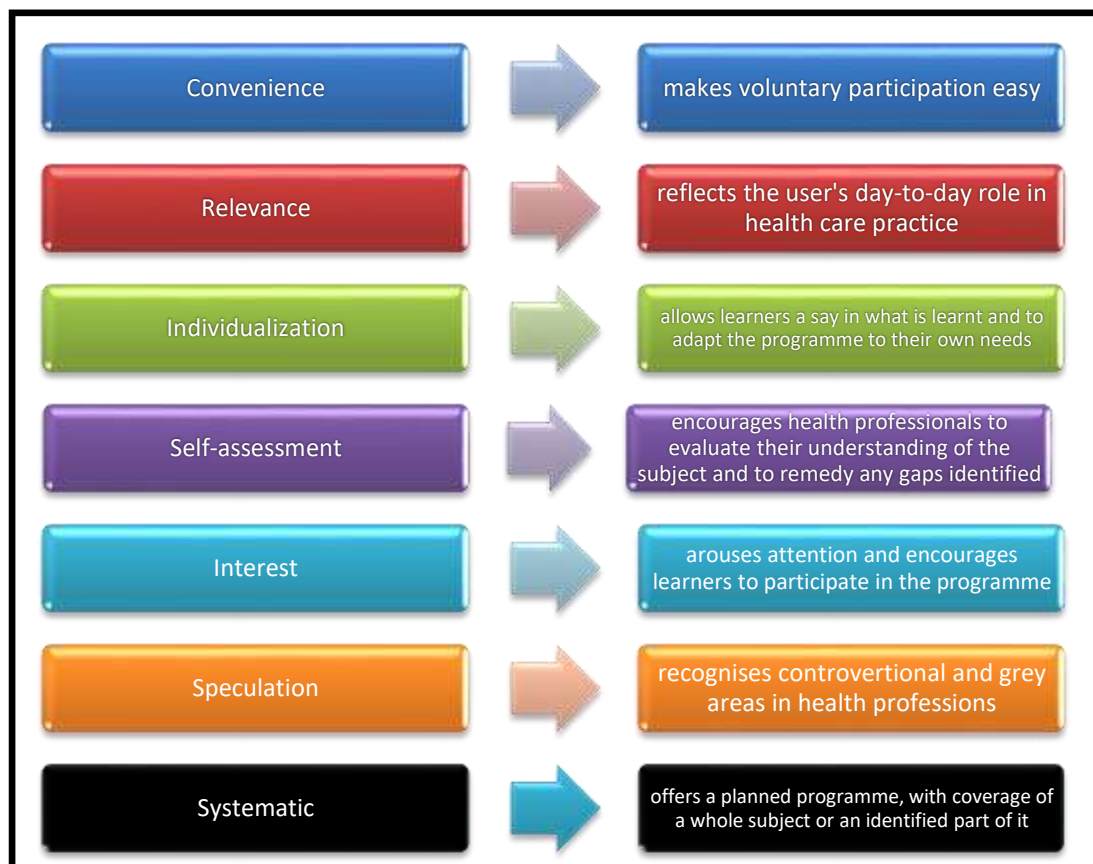 Convenience
makes voluntary participation easy
Relevance
reflects the user's day-to-day role in
health care practice
Individualization
allows learners a say in what is learnt and to
adapt the programme to their own needs
Self-assessment
encourages health professionals to
evaluate their understanding of the
subject and to remedy any gaps identified
Interest
arouses attention and encourages
learners to participate in the programme
Speculation
recognises controvertional and grey
areas in health professions
Systematic
offers a planned programme, with coverage of
a whole subject or an identified part of it